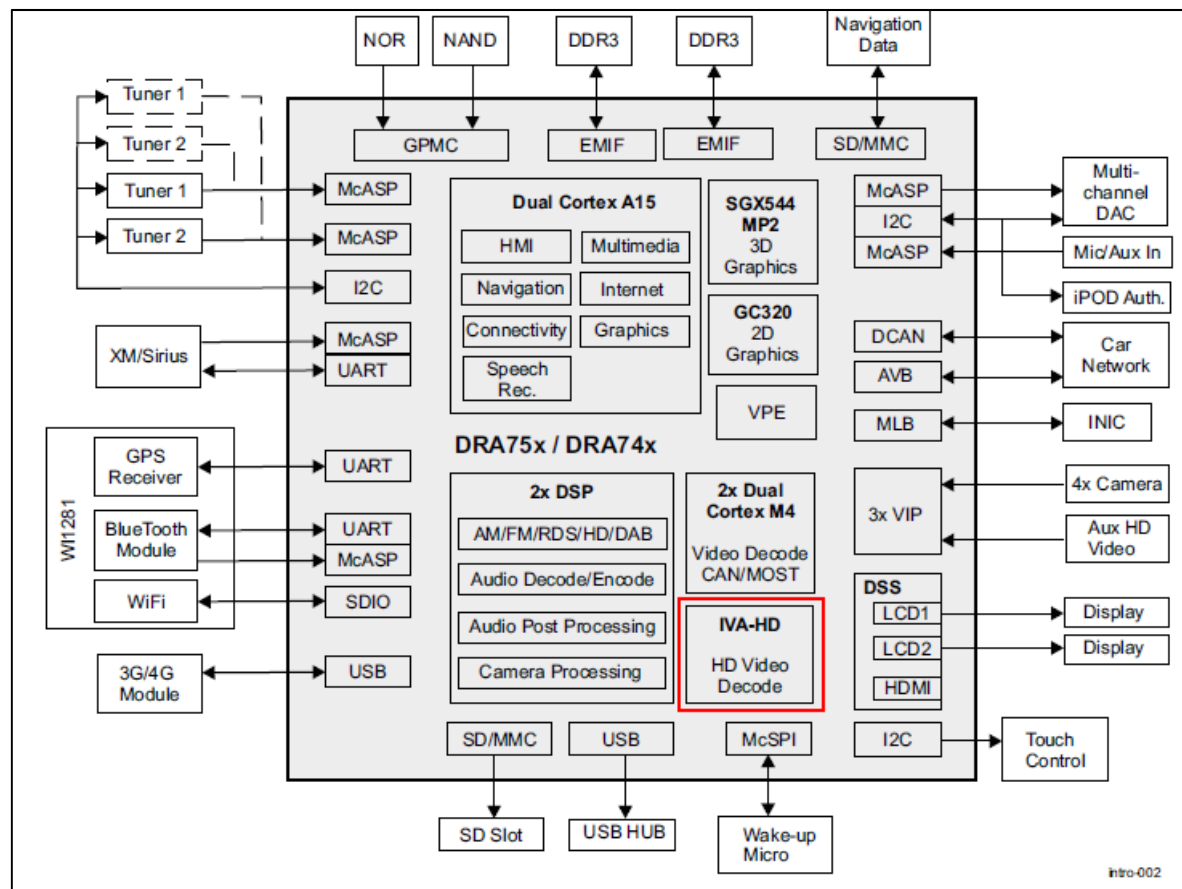 NOR
NAND
DDR3
DDR3
Navigation
Data
Tuner 1
Tuner 2
Tuner 1
Tuner 2
GPMC
EMIF
EMIF
SD/MMC
McASP
McASP
I2C
McASP
UART
XM/Sirius
Dual Cortex A15
HMI
Multimedia
Navigation
Internet
Connectivity
Graphics
Speech
Rec.
SGX544
MP2
3D
Graphics
GC320
2D
Graphics
VPE
McASP
I2C
McASP
Multi-
channel
DAC
Mic/Aux In
iPOD Auth.
DCAN
AVB
Car
Network
MLB
INIC
DRA75x / DRA74x
WI1281
GPS
Receiver
BlueTooth
Module
WiFi
UART
UART
McASP
SDIO
3G/4G
Module
USB
2x DSP
AM/FM/RDS/HD/DAB
Audio Decode/Encode
Audio Post Processing
Camera Processing
2x Dual
Cortex M4
Video Decode
CAN/MOST
IVA-HD
HD Video
Decode
3x VIP
4x Camera
Aux HD
Video
DSS
LCD1
LCD2
HDMI
Display
Display
SD/MMC
USB
McSPI
I2C
Touch
Control
SD Slot
USB HUB
Wake-up
Micro
intro-002